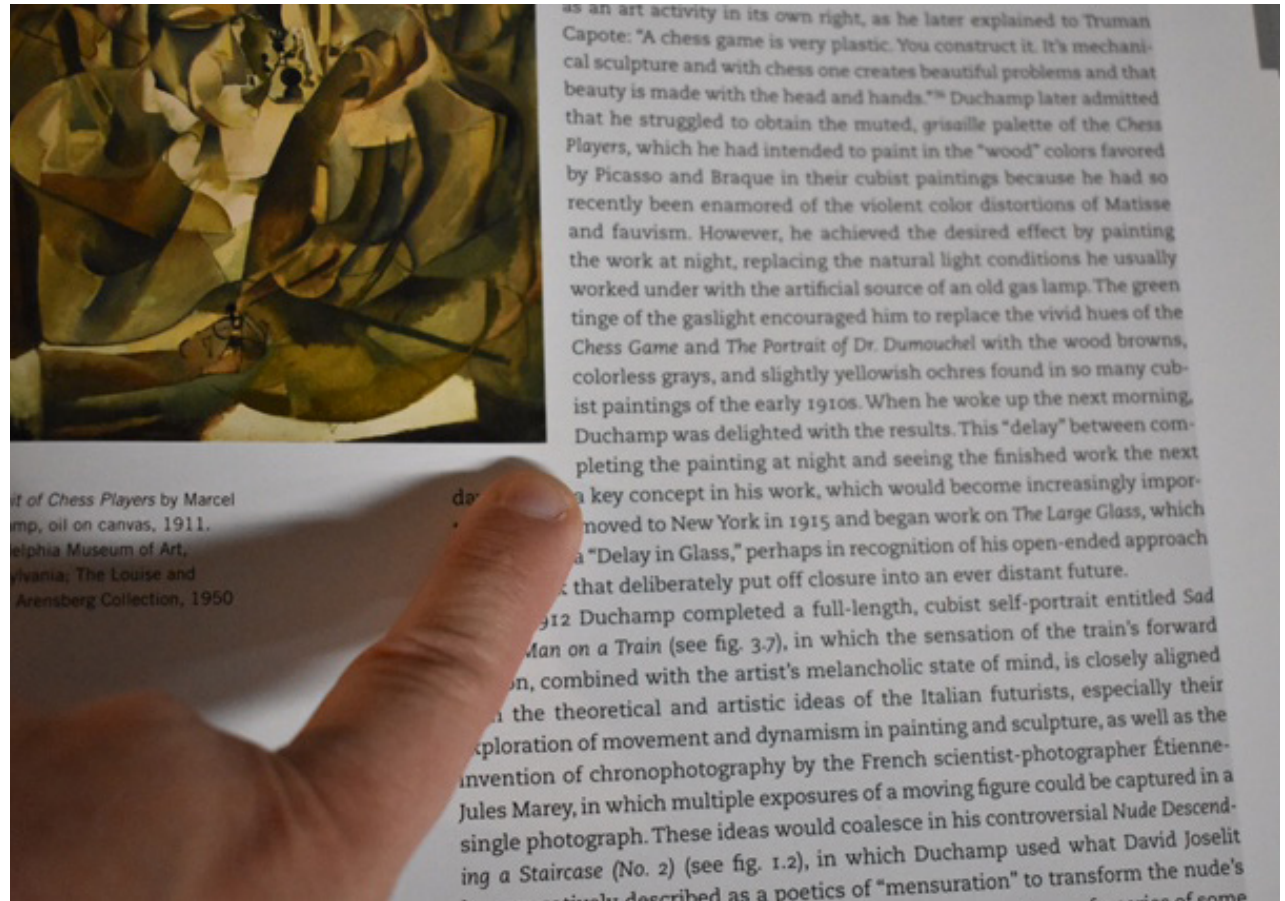 as an art activity in its own right, as he later explained to Truman
Capote: "A chess game is very plastic. You construct it. It's mechani-
cal sculpture and with chess one creates beautiful problems and that
beauty is made with the head and hands." Duchamp later admitted
that he struggled to obtain the muted, grisaille palette of the Chess
Players, which he had intended to paint in the "wood" colors favored
by Picasso and Braque in their cubist paintings because he had so
recently been enamored of the violent color distortions of Matisse
and fauvism. However, he achieved the desired effect by painting
the work at night, replacing the natural light conditions he usually
worked under with the artificial source of an old gas lamp. The green
tinge of the gaslight encouraged him to replace the vivid hues of the
Chess Game and The Portrait of Dr. Dumouchel with the wood browns,
colorless grays, and slightly yellowish ochres found in so many cub-
ist paintings of the early 1910s. When he woke up the next morning,
Duchamp was delighted with the results. This "delay" between com-
pleting the painting at night and seeing the finished work the next
a key concept in his work, which would become increasingly impor-
moved to New York in 1915 and began work on The Large Glass, which
a "Delay in Glass," perhaps in recognition of his open-ended approach
that deliberately put off closure into an ever distant future.
Duchamp completed a full-length, cubist self-portrait entitled Sad
Man on a Train (see fig. 3.7), in which the sensation of the train's forward
combined with the artist's melancholic state of mind, is closely aligned
the theoretical and artistic ideas of the Italian futurists, especially their
exploration of movement and dynamism in painting and sculpture, as well as the
invention of chronophotography by the French scientist-photographer Étienne-
Jules Marey, in which multiple exposures of a moving figure could be captured in a
single photograph. These ideas would coalesce in his controversial Nude Descend-
ing a Staircase (No. 2) (see fig. 1.2), in which Duchamp used what David Joselit
described as a poetics of "mensuration" to transform the nude's
of Chess Players by Marcel
oil on canvas, 1911.
Museum of Art,
The Louise and
Arensberg Collection, 1950